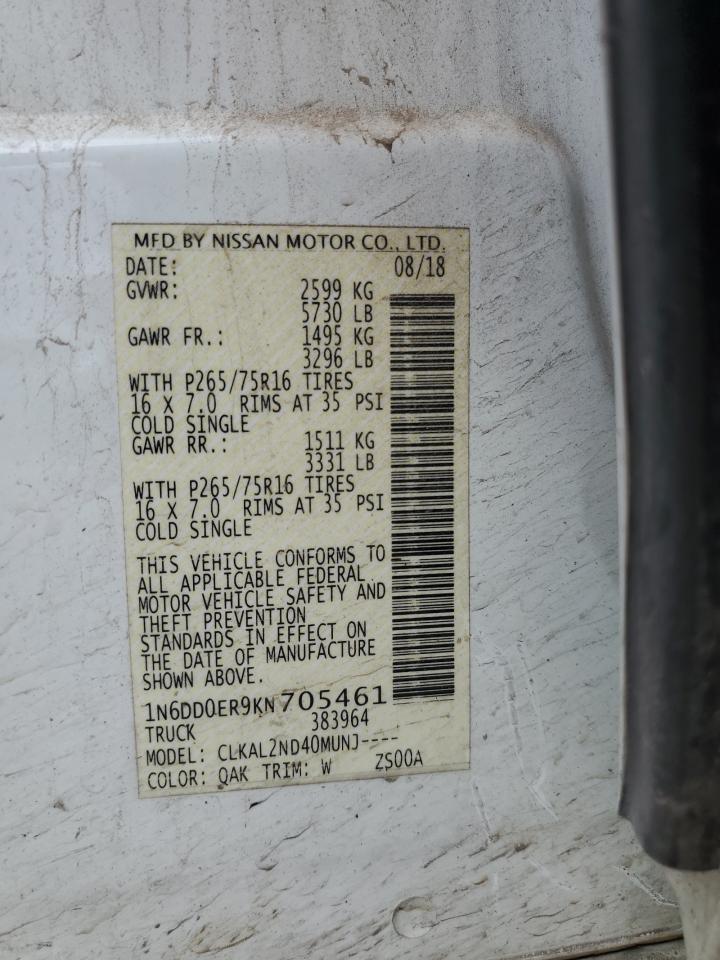 MFD BY NISSAN MOTOR CO., LTD.
DATE: 08/18
GVWR: 2599 KG
5730 LB
GAWR FR.: 1495 KG
3296 LB
WITH P265/75R16 TIRES
16 X 7.0 RIMS AT 35 PSI
COLD SINGLE
GAWR RR.: 1511 KG
3331 LB
WITH P265/75R16 TIRES
16 X 7.0 RIMS AT 35 PSI
COLD SINGLE
THIS VEHICLE CONFORMS TO
ALL APPLICABLE FEDERAL
MOTOR VEHICLE SAFETY AND
THEFT PREVENTION
STANDARDS IN EFFECT ON
THE DATE OF MANUFACTURE
SHOWN ABOVE.
1N6DD0ER9KN705461
TRUCK 383964
MODEL: CLKAL2ND40MUNJ----
COLOR: QAK TRIM: W ZS00A